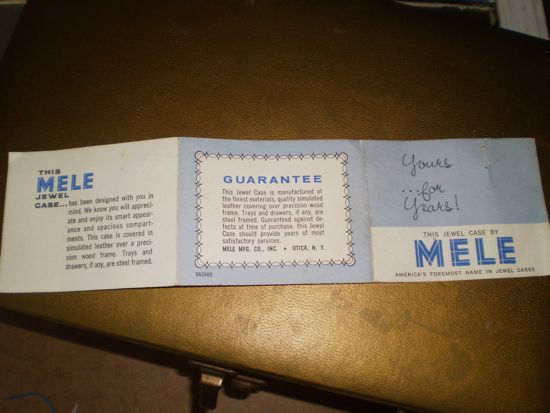 THIS
MELE
JEWEL
CASE...has been designed with you in
mind. We know you will appreci-
ate and enjoy its smart appear-
ance and spacious compart-
ments. This case is covered in
simulated leather over a preci-
sion wood frame. Trays and
drawers, if any, are steel framed.
GUARANTEE
This Jewel Case is manufactured of
the finest materials, quality simulated
leather covering over precision wood
frame. Trays and drawers, if any, are
steel framed. Guaranteed against de-
fects at time of purchase, this Jewel
Case should provide years of most
satisfactory services.
MELE MFG. CO., INC. • UTICA, N. Y.
SS2005
Yours
...for
Years!
THIS JEWEL CASE BY
MELE
AMERICA'S FOREMOST NAME IN JEWEL CASES